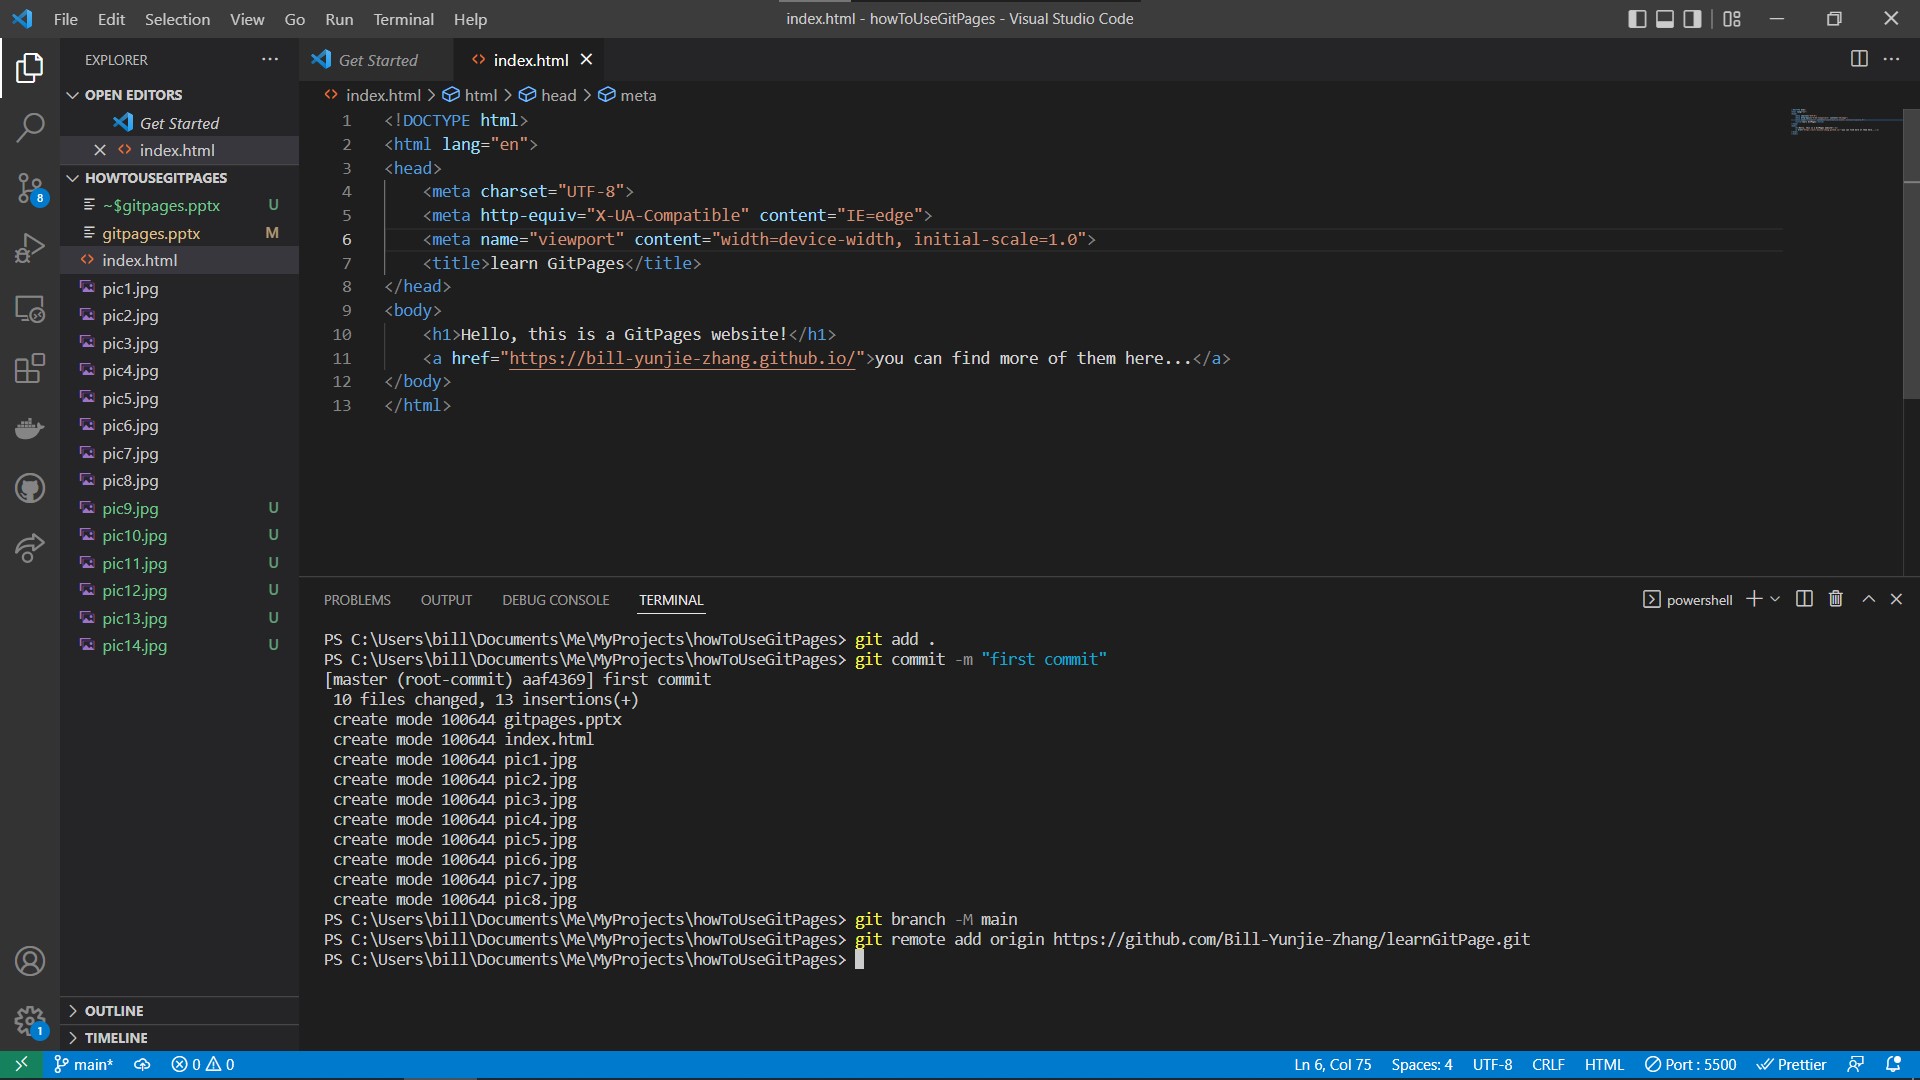 File Edit Selection View Go Run Terminal Help
index.html - howToUseGitPages - Visual Studio Code
EXPLORER
OPEN EDITORS
Get Started
index.html
HOWTOUSEGITPAGES
~$gitpages.pptx U
gitpages.pptx M
index.html
pic1.jpg
pic2.jpg
pic3.jpg
pic4.jpg
pic5.jpg
pic6.jpg
pic7.jpg
pic8.jpg
pic9.jpg U
pic10.jpg U
pic11.jpg U
pic12.jpg U
pic13.jpg U
pic14.jpg U
OUTLINE
TIMELINE
8
1
Get Started
index.html
index.html > html > head > meta
1 <!DOCTYPE html>
2 <html lang="en">
3 <head>
4 <meta charset="UTF-8">
5 <meta http-equiv="X-UA-Compatible" content="IE=edge">
6 <meta name="viewport" content="width=device-width, initial-scale=1.0">
7 <title>learn GitPages</title>
8 </head>
9 <body>
10 <h1>Hello, this is a GitPages website!</h1>
11 <a href="https://bill-yunjie-zhang.github.io/">you can find more of them here...</a>
12 </body>
13 </html>
PROBLEMS OUTPUT DEBUG CONSOLE TERMINAL
powershell
PS C:\Users\bill\Documents\Me\MyProjects\howToUseGitPages> git add .
PS C:\Users\bill\Documents\Me\MyProjects\howToUseGitPages> git commit -m "first commit"
[master (root-commit) aaf4369] first commit
10 files changed, 13 insertions(+)
create mode 100644 gitpages.pptx
create mode 100644 index.html
create mode 100644 pic1.jpg
create mode 100644 pic2.jpg
create mode 100644 pic3.jpg
create mode 100644 pic4.jpg
create mode 100644 pic5.jpg
create mode 100644 pic6.jpg
create mode 100644 pic7.jpg
create mode 100644 pic8.jpg
PS C:\Users\bill\Documents\Me\MyProjects\howToUseGitPages> git branch -M main
PS C:\Users\bill\Documents\Me\MyProjects\howToUseGitPages> git remote add origin https://github.com/Bill-Yunjie-Zhang/learnGitPage.git
PS C:\Users\bill\Documents\Me\MyProjects\howToUseGitPages>
main* 0 0
Ln 6, Col 75 Spaces: 4 UTF-8 CRLF HTML Port : 5500 Prettier